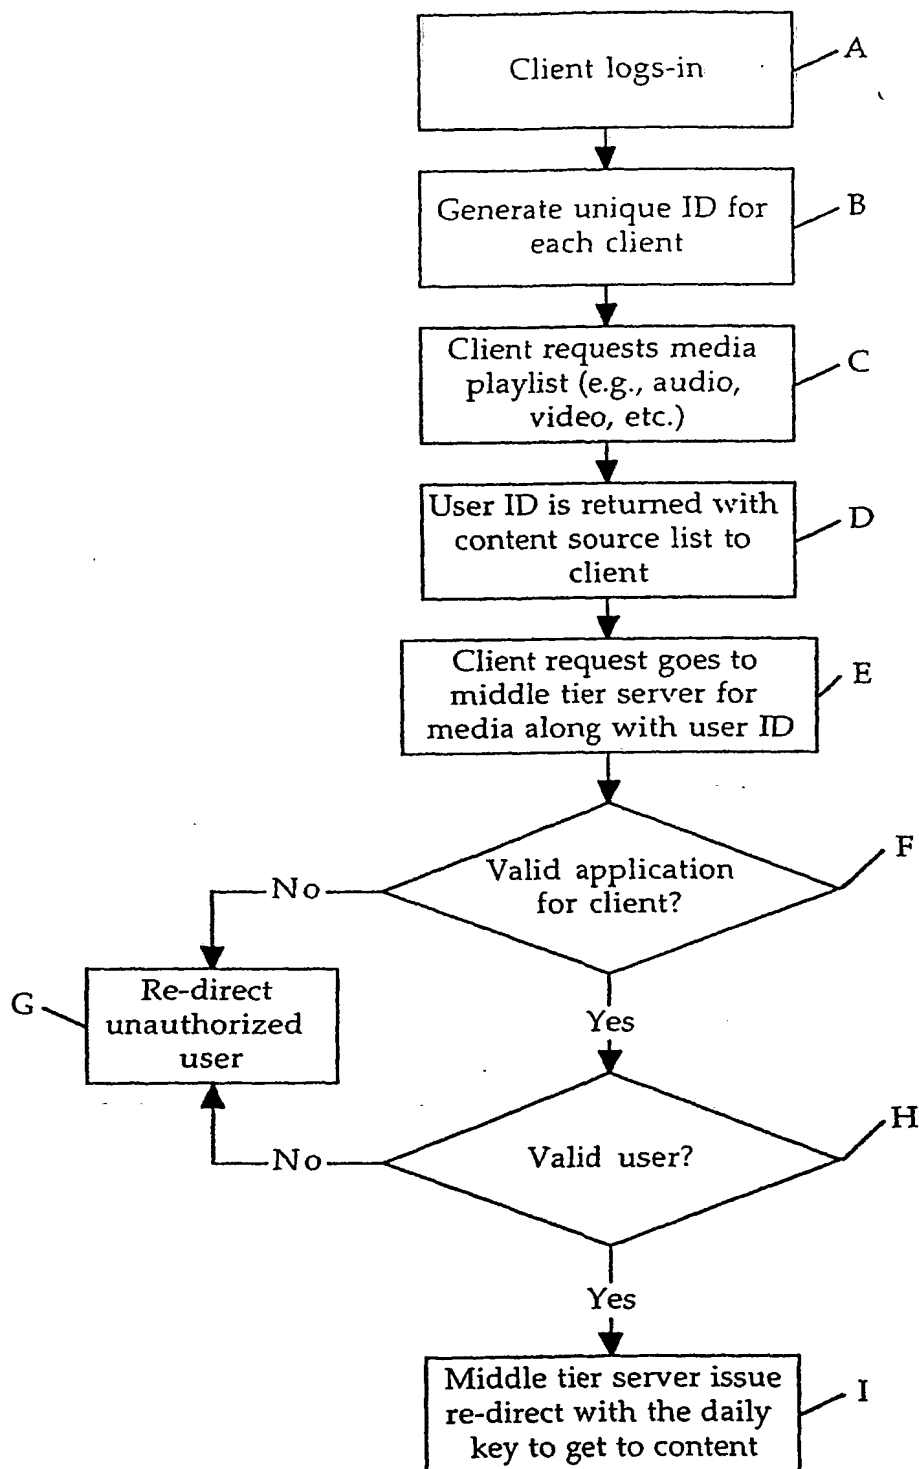 Client logs-in
A
Generate unique ID for
each client
B
Client requests media
playlist (e.g., audio,
video, etc.)
C
User ID is returned with
content source list to
client
D
Client request goes to
middle tier server for
media along with user ID
E
Valid application
for client?
F
No
Yes
G
Re-direct
unauthorized
user
Valid user?
H
No
Yes
Middle tier server issue
re-direct with the daily
key to get to content
I